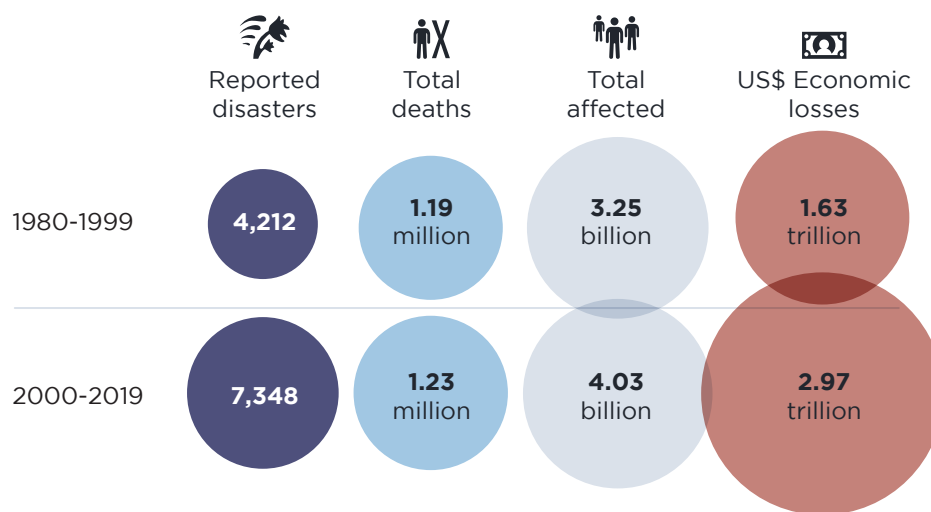 Reported
disasters
Total
deaths
Total
affected
US$ Economic
losses
1980-1999
4,212
1.19
million
3.25
billion
1.63
trillion
2000-2019
7,348
1.23
million
4.03
billion
2.97
trillion